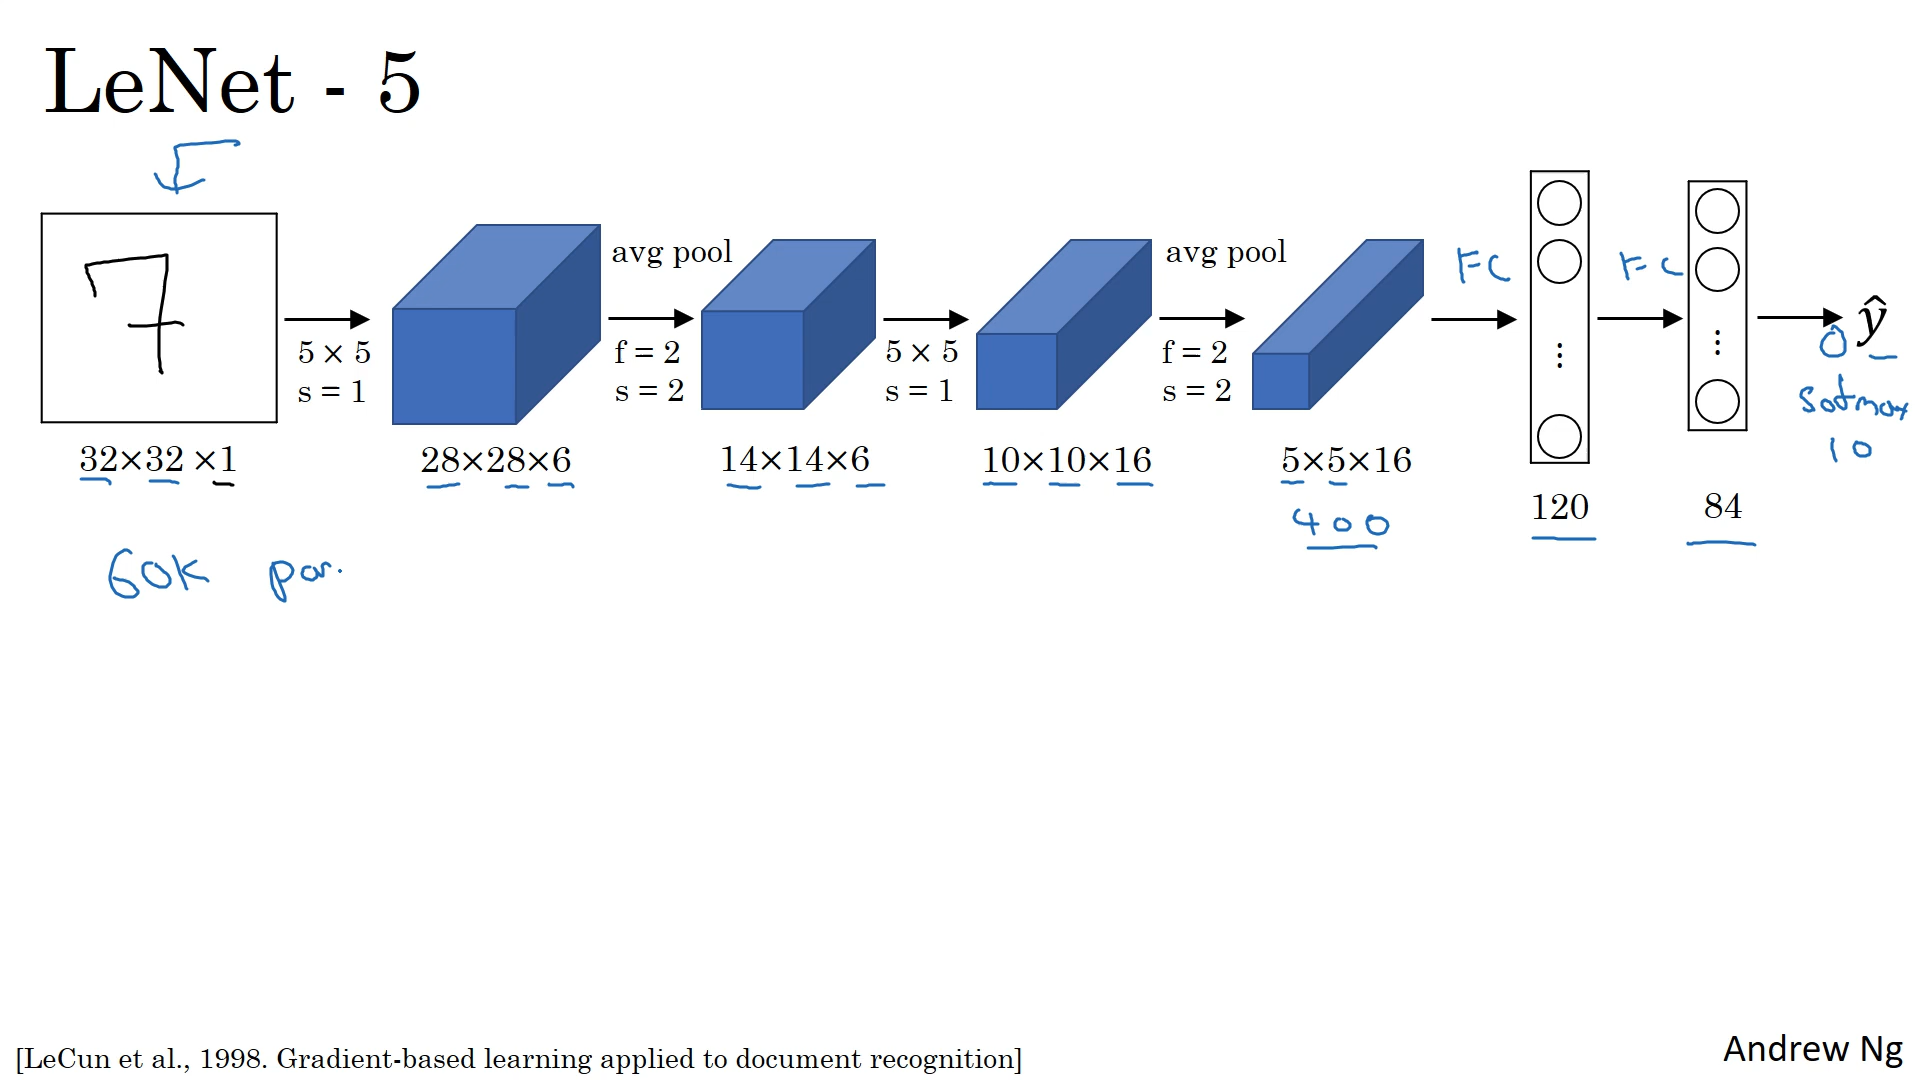 LeNet - 5
7
32×32 ×1
5 × 5
s = 1
28×28×6
avg pool
f = 2
s = 2
14×14×6
5 × 5
s = 1
10×10×16
avg pool
f = 2
s = 2
5×5×16
400
FC
120
FC
84
ŷ
softmax
10
60K par.
[LeCun et al., 1998. Gradient-based learning applied to document recognition]
Andrew Ng